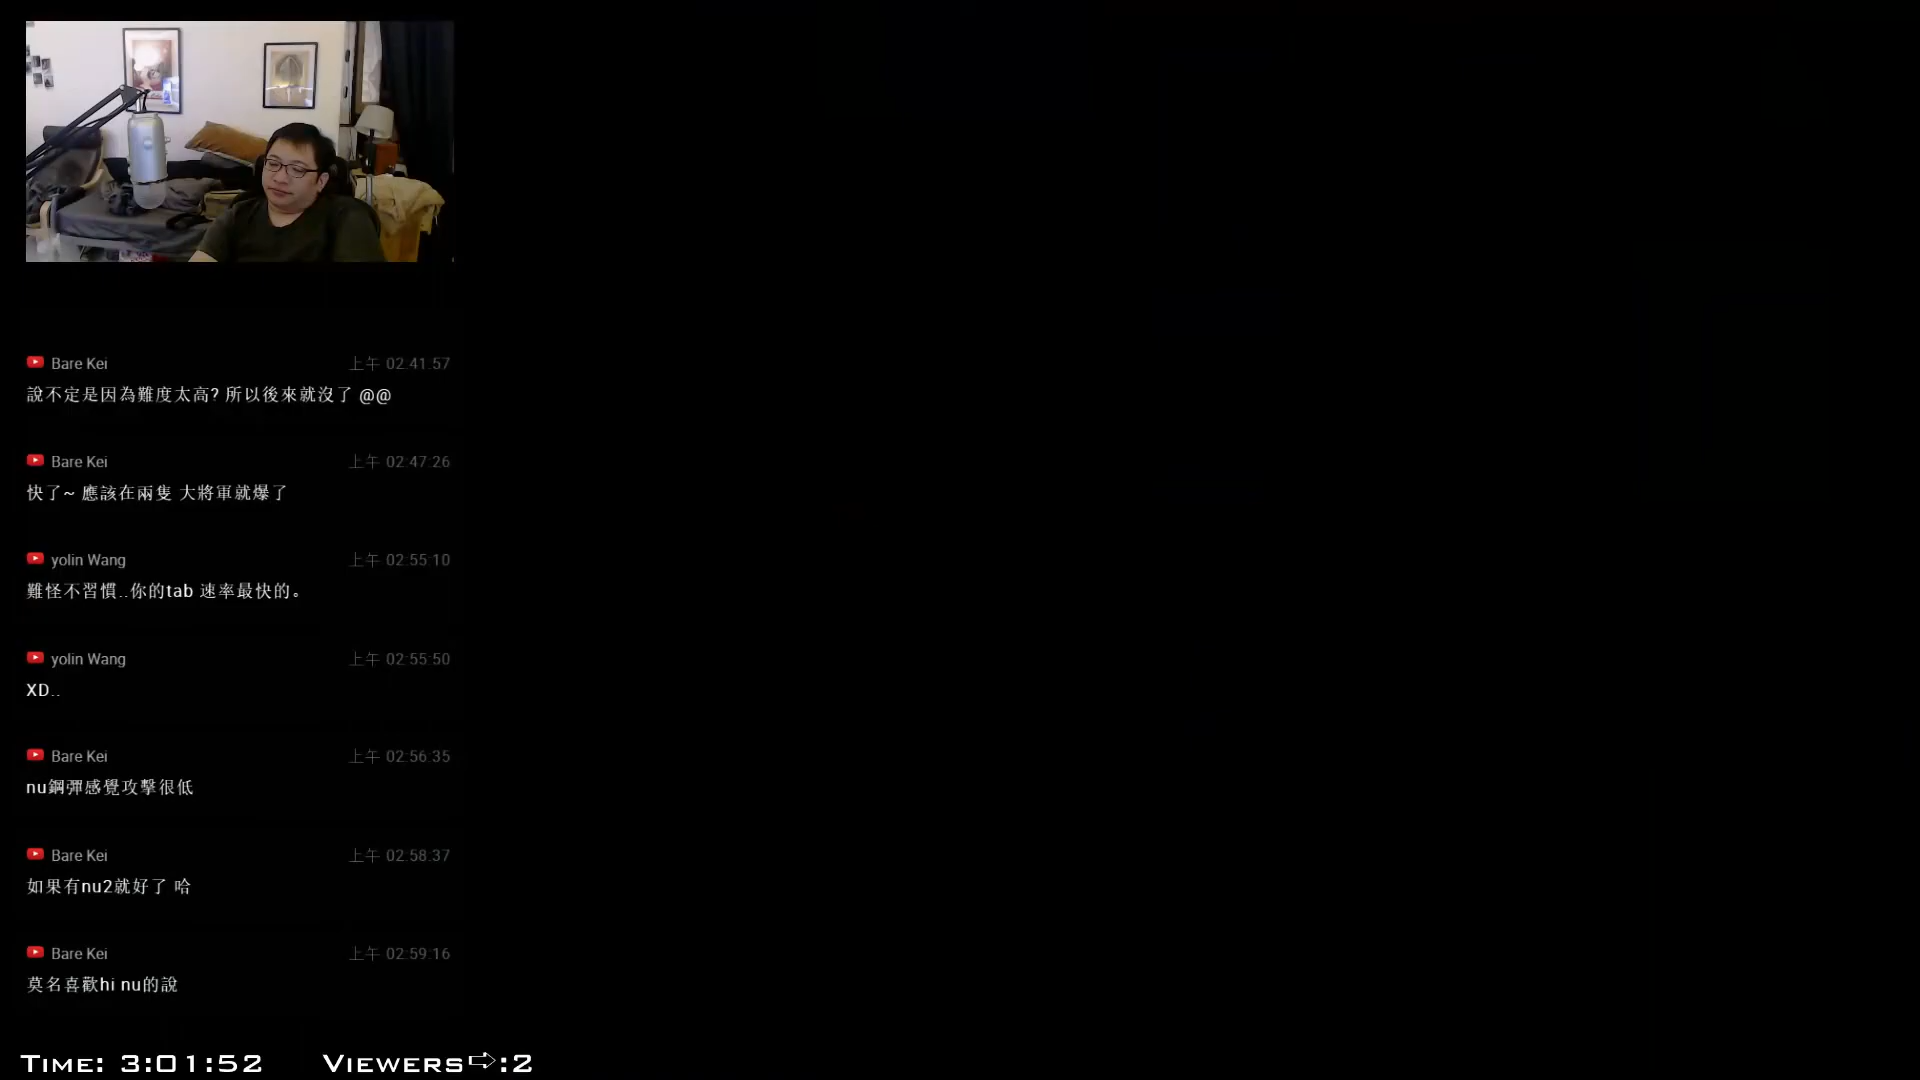 Bare Kei 上午 02:41:57
說不定是因為難度太高? 所以後來就沒了 @@
Bare Kei 上午 02:47:26
快了~ 應該在兩隻 大將軍就爆了
yolin Wang 上午 02:55:10
難怪不習慣..你的tab 速率最快的。
yolin Wang 上午 02:55:50
XD..
Bare Kei 上午 02:56:35
nu鋼彈感覺攻擊很低
Bare Kei 上午 02:58:37
如果有nu2就好了 哈
Bare Kei 上午 02:59:16
莫名喜歡hi nu的說
TIME: 3:01:52 VIEWERS➪:2